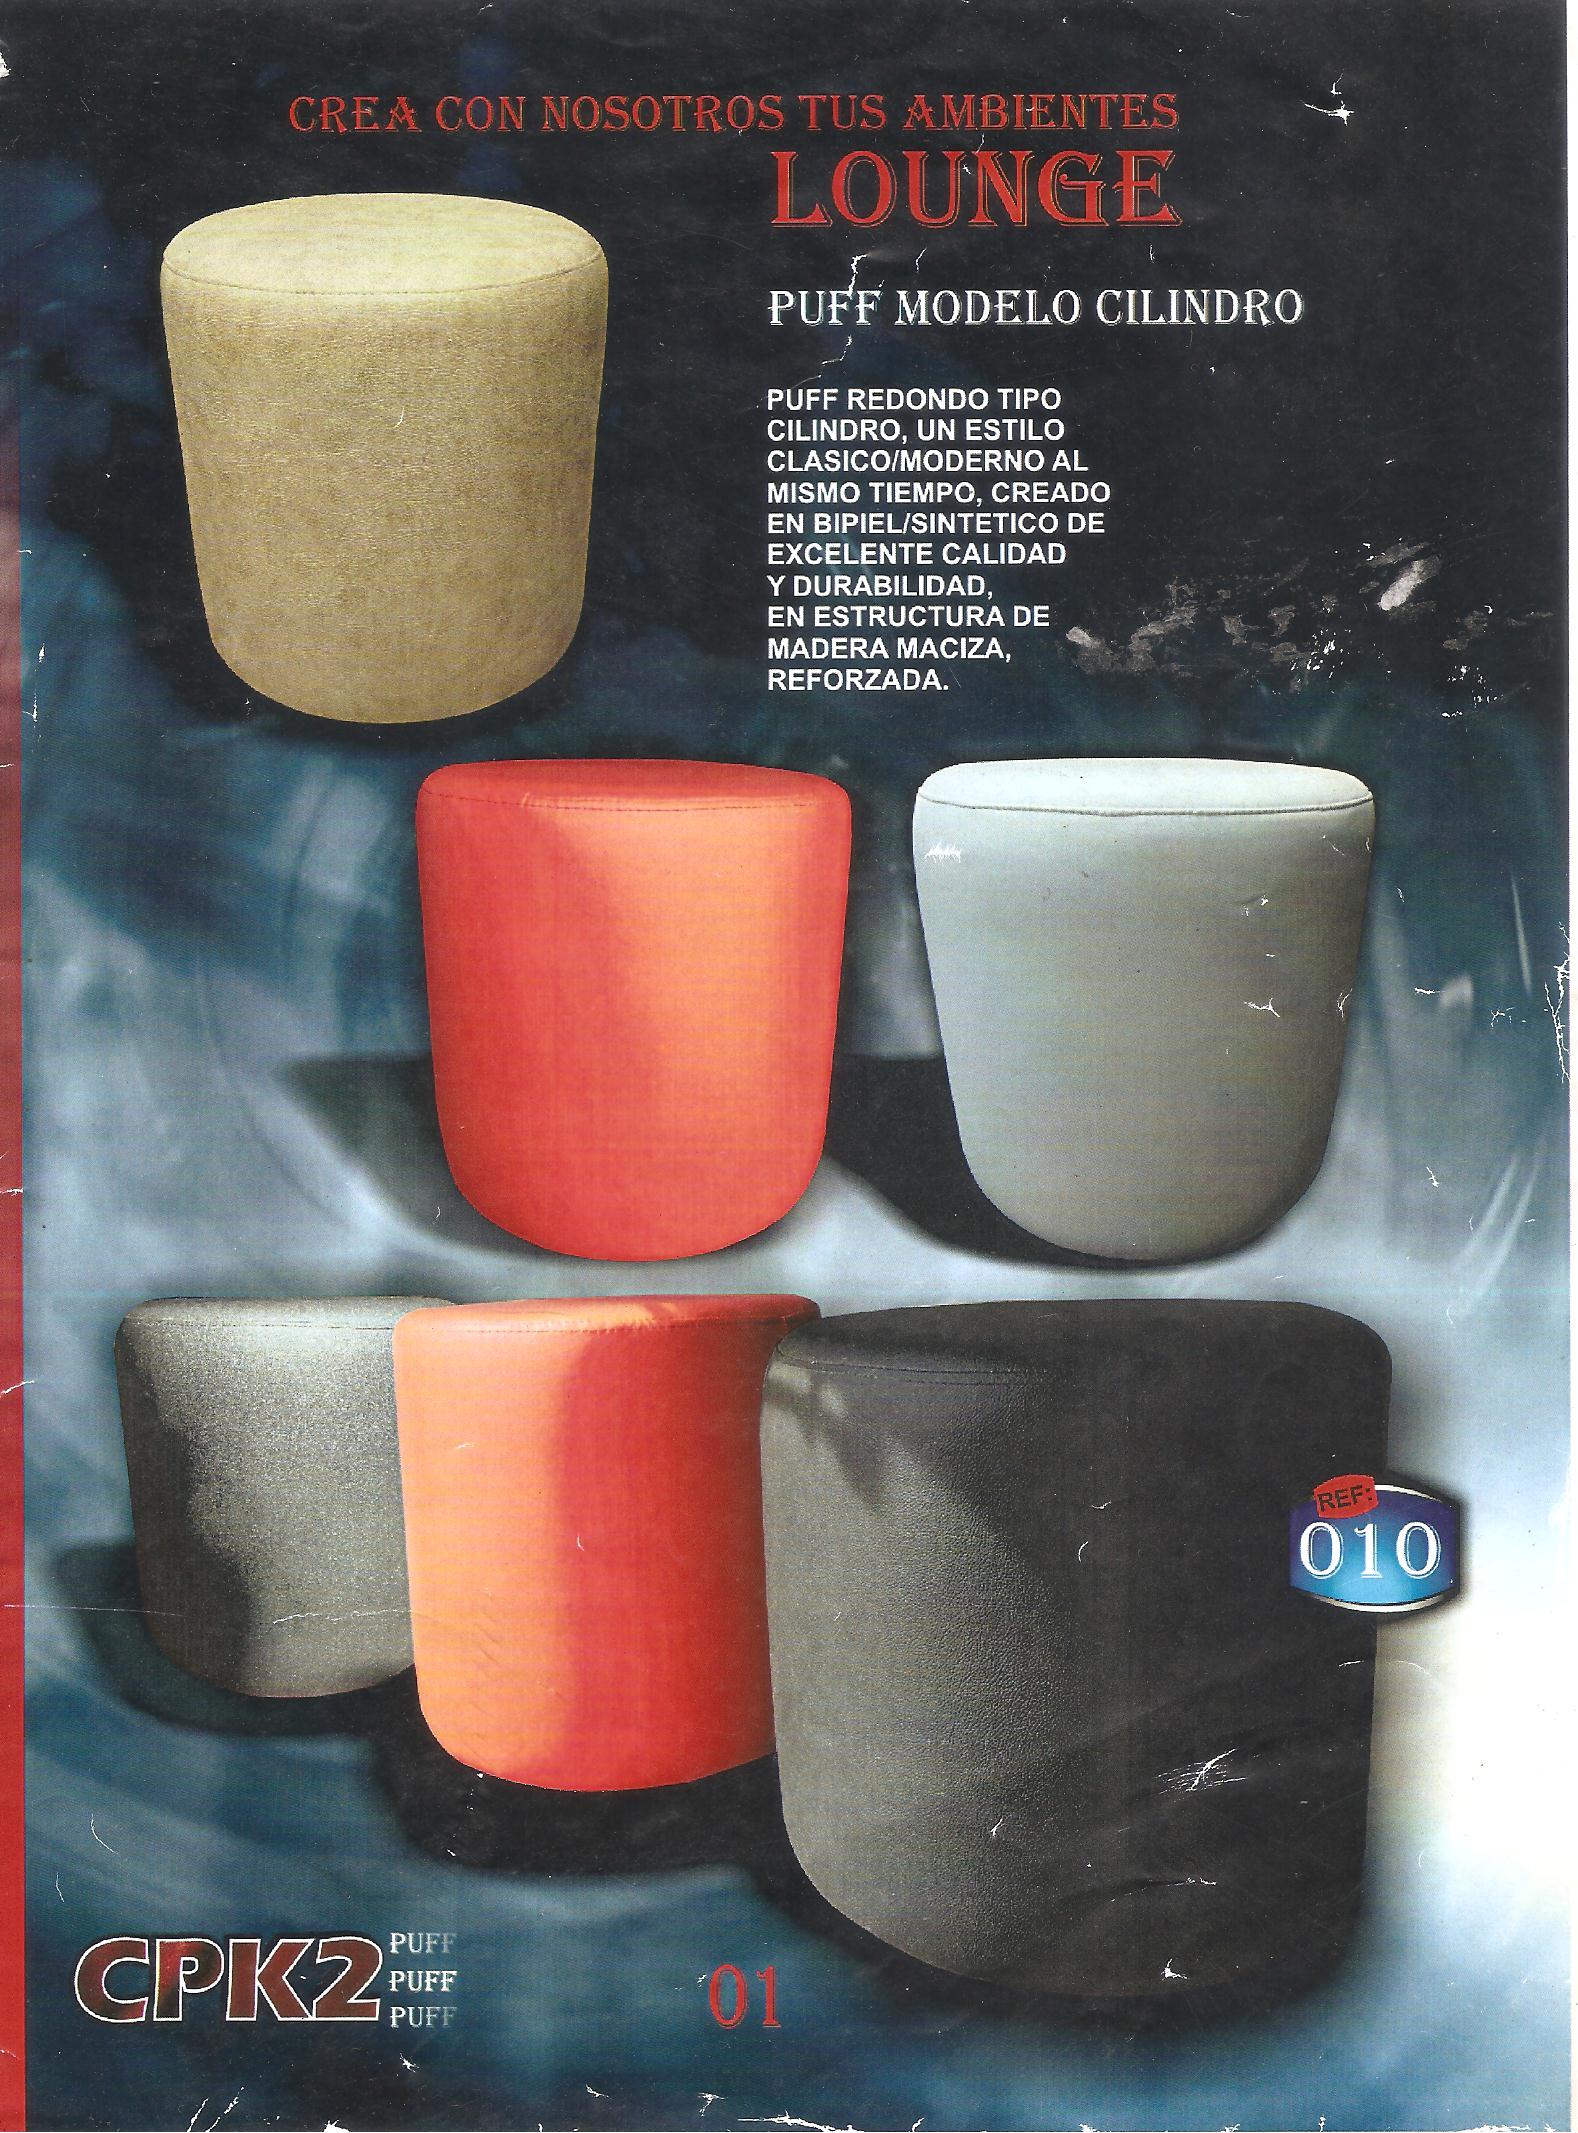 CREA CON NOSOTROS TUS AMBIENTES
LOUNGE
PUFF MODELO CILINDRO
PUFF REDONDO TIPO
CILINDRO, UN ESTILO
CLASICO/MODERNO AL
MISMO TIEMPO, CREADO
EN BIPIEL/SINTETICO DE
EXCELENTE CALIDAD
Y DURABILIDAD,
EN ESTRUCTURA DE
MADERA MACIZA,
REFORZADA.
REF:
010
CPK2
PUFF
PUFF
PUFF
01